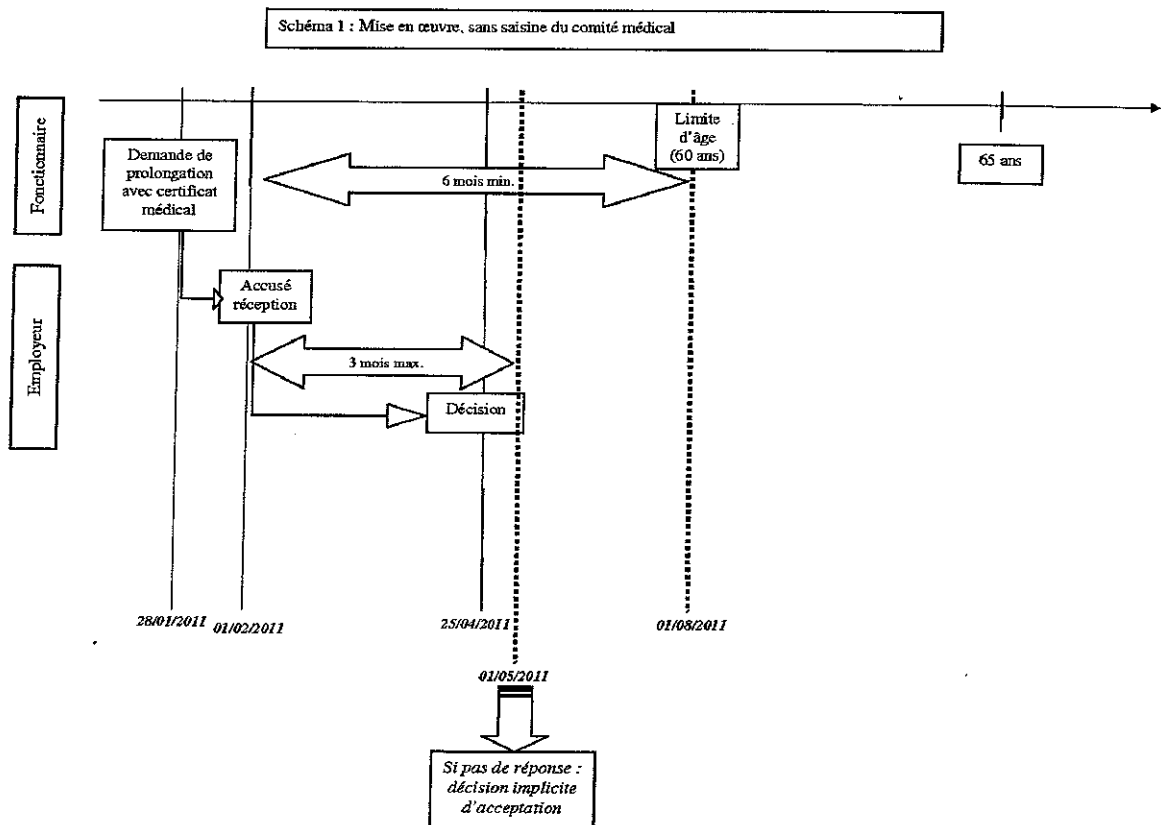 Schéma 1 : Mise en œuvre, sans saisine du comité médical
Fonctionnaire
Demande de
prolongation
avec certificat
médical
6 mois min.
Limite
d'âge
(60 ans)
65 ans
Employeur
Accusé
réception
3 mois max.
Décision
28/01/2011
01/02/2011
25/04/2011
01/08/2011
01/05/2011
Si pas de réponse :
décision implicite
d'acceptation